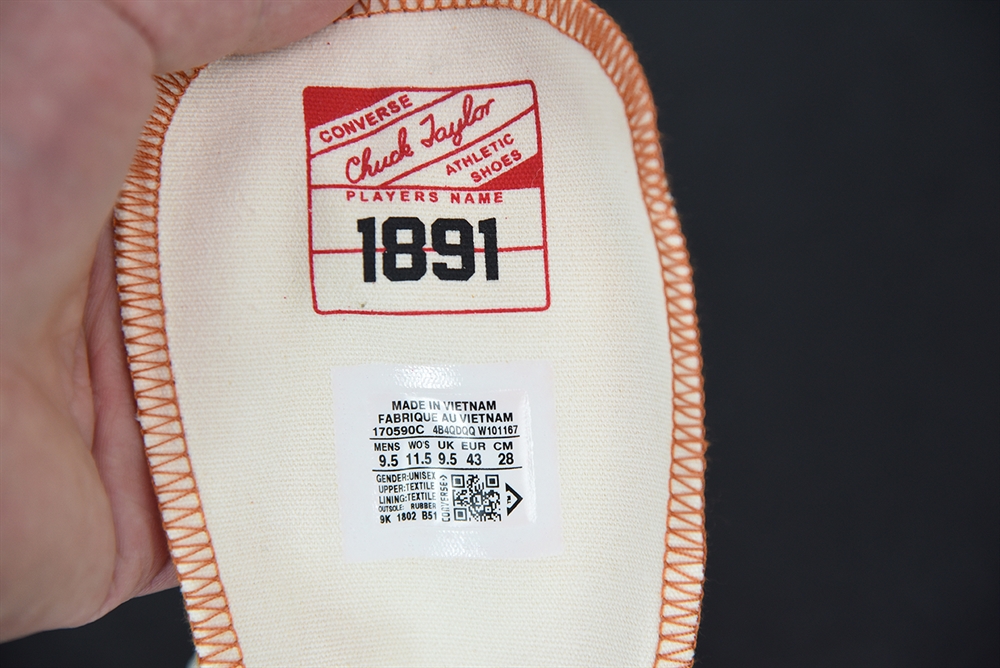 CONVERSE
Chuck Taylor
ATHLETIC
SHOES
PLAYERS NAME
1891
MADE IN VIETNAM
FABRIQUE AU VIETNAM
170590C 4B4QDQQ W101167
MENS WO'S UK EUR CM
9.5 11.5 9.5 43 28
GENDER:UNISEX
UPPER:TEXTILE
LINING:TEXTILE
OUTSOLE: RUBBER
9K 1802 B51
CONVERSE